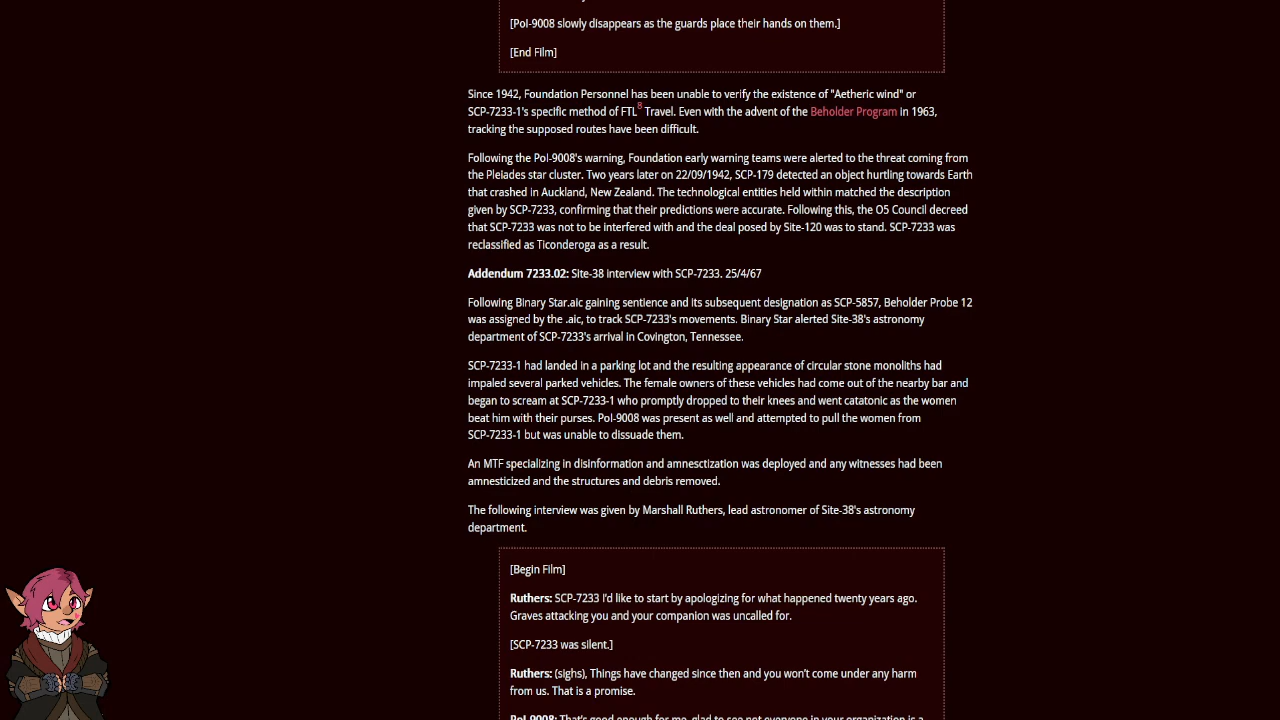 [PoI-9008 slowly disappears as the guards place their hands on them.]
[End Film]
Since 1942, Foundation Personnel has been unable to verify the existence of "Aetheric wind" or
SCP-7233-1's specific method of FTL8 Travel. Even with the advent of the Beholder Program in 1963,
tracking the supposed routes have been difficult.
Following the PoI-9008's warning, Foundation early warning teams were alerted to the threat coming from
the Pleiades star cluster. Two years later on 22/09/1942, SCP-179 detected an object hurtling towards Earth
that crashed in Auckland, New Zealand. The technological entities held within matched the description
given by SCP-7233, confirming that their predictions were accurate. Following this, the O5 Council decreed
that SCP-7233 was not to be interfered with and the deal posed by Site-120 was to stand. SCP-7233 was
reclassified as Ticonderoga as a result.
Addendum 7233.02: Site-38 interview with SCP-7233. 25/4/67
Following Binary Star.aic gaining sentience and its subsequent designation as SCP-5857, Beholder Probe 12
was assigned by the .aic, to track SCP-7233's movements. Binary Star alerted Site-38's astronomy
department of SCP-7233's arrival in Covington, Tennessee.
SCP-7233-1 had landed in a parking lot and the resulting appearance of circular stone monoliths had
impaled several parked vehicles. The female owners of these vehicles had come out of the nearby bar and
began to scream at SCP-7233-1 who promptly dropped to their knees and went catatonic as the women
beat him with their purses. PoI-9008 was present as well and attempted to pull the women from
SCP-7233-1 but was unable to dissuade them.
An MTF specializing in disinformation and amnesctization was deployed and any witnesses had been
amnesticized and the structures and debris removed.
The following interview was given by Marshall Ruthers, lead astronomer of Site-38's astronomy
department.
[Begin Film]
Ruthers: SCP-7233 I'd like to start by apologizing for what happened twenty years ago.
Graves attacking you and your companion was uncalled for.
[SCP-7233 was silent.]
Ruthers: (sighs), Things have changed since then and you won't come under any harm
from us. That is a promise.
PoI-9008: That's good enough for me, glad to see not everyone in your organization is a